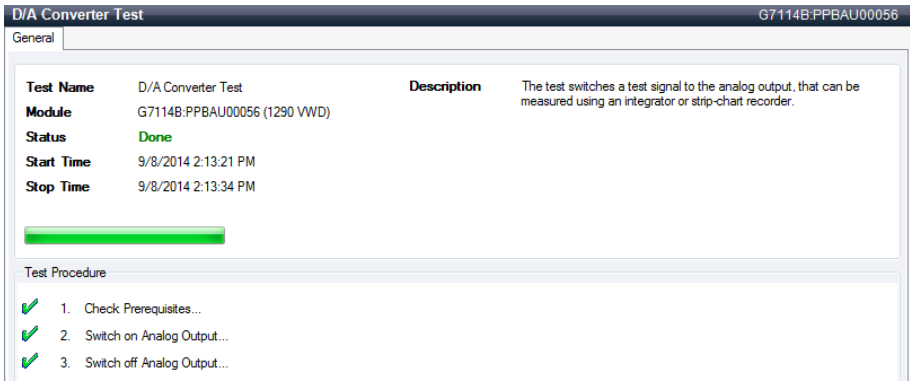 D/A Converter Test G7114B:PPBAU00056
General
Test Name D/A Converter Test Description The test switches a test signal to the analog output, that can be
measured using an integrator or strip-chart recorder.
Module G7114B:PPBAU00056 (1290 VWD)
Status Done
Start Time 9/8/2014 2:13:21 PM
Stop Time 9/8/2014 2:13:34 PM
Test Procedure
1. Check Prerequisites...
2. Switch on Analog Output...
3. Switch off Analog Output...